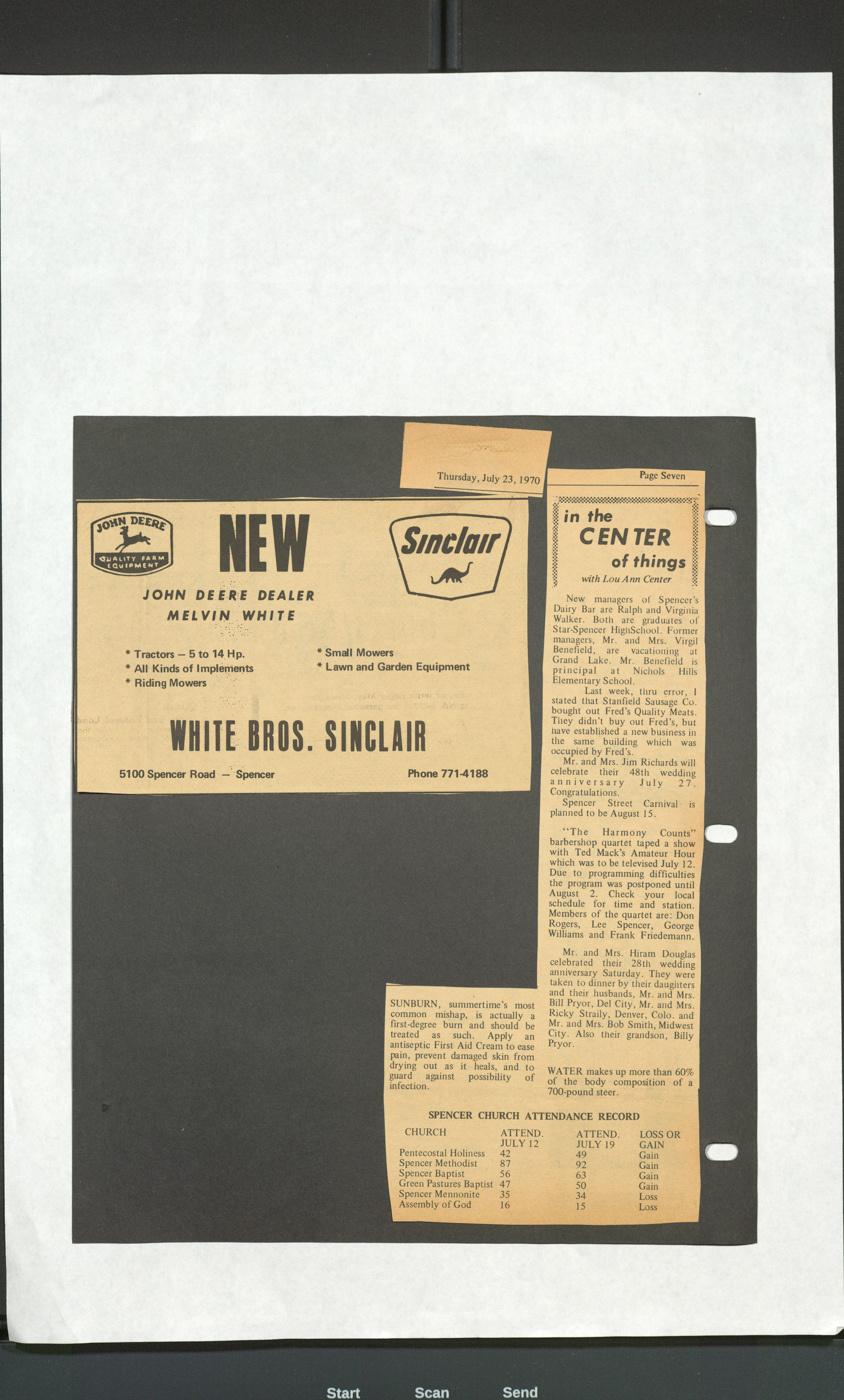 Thursday, July 23, 1970
Page Seven
JOHN DEERE
QUALITY FARM
EQUIPMENT
NEW
Sinclair
JOHN DEERE DEALER
MELVIN WHITE
* Tractors — 5 to 14 Hp.
* All Kinds of Implements
* Riding Mowers
* Small Mowers
* Lawn and Garden Equipment
WHITE BROS. SINCLAIR
5100 Spencer Road — Spencer
Phone 771-4188
in the
CENTER
of things
with Lou Ann Center
New managers of Spencer's
Dairy Bar are Ralph and Virginia
Walker. Both are graduates of
Star-Spencer HighSchool. Former
managers, Mr. and Mrs. Virgil
Benefield, are vacationing at
Grand Lake. Mr. Benefield is
principal at Nichols Hills
Elementary School.
Last week, thru error, I
stated that Stanfield Sausage Co.
bought out Fred's Quality Meats.
They didn't buy out Fred's, but
have established a new business in
the same building which was
occupied by Fred's.
Mr. and Mrs. Jim Richards will
celebrate their 48th wedding
anniversary July 27.
Congratulations.
Spencer Street Carnival is
planned to be August 15.
"The Harmony Counts"
barbershop quartet taped a show
with Ted Mack's Amateur Hour
which was to be televised July 12.
Due to programming difficulties
the program was postponed until
August 2. Check your local
schedule for time and station.
Members of the quartet are: Don
Rogers, Lee Spencer, George
Williams and Frank Friedemann.
Mr. and Mrs. Hiram Douglas
celebrated their 28th wedding
anniversary Saturday. They were
taken to dinner by their daughters
and their husbands, Mr. and Mrs.
Bill Pryor, Del City, Mr. and Mrs.
Ricky Straily, Denver, Colo. and
Mr. and Mrs. Bob Smith, Midwest
City. Also their grandson, Billy
Pryor.
SUNBURN, summertime's most
common mishap, is actually a
first-degree burn and should be
treated as such. Apply an
antiseptic First Aid Cream to ease
pain, prevent damaged skin from
drying out as it heals, and to
guard against possibility of
infection.
WATER makes up more than 60%
of the body composition of a
700-pound steer.
SPENCER CHURCH ATTENDANCE RECORD
CHURCH ATTEND. ATTEND. LOSS OR
JULY 12 JULY 19 GAIN
Pentecostal Holiness 42 49 Gain
Spencer Methodist 87 92 Gain
Spencer Baptist 56 63 Gain
Green Pastures Baptist 47 50 Gain
Spencer Mennonite 35 34 Loss
Assembly of God 16 15 Loss
Start Scan Send